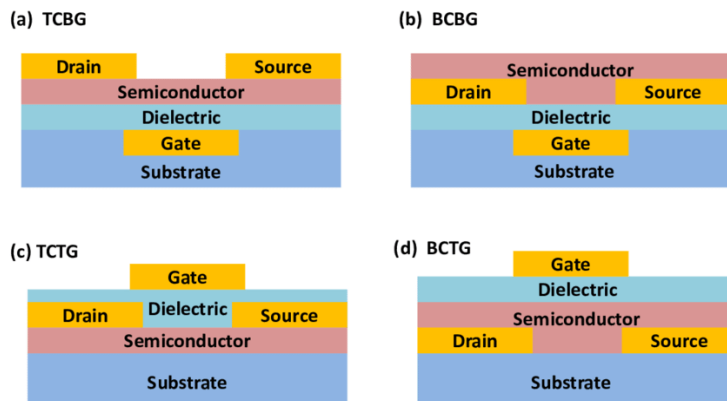 (a) TCBG
Drain Source
Semiconductor
Dielectric
Gate
Substrate
(b) BCBG
Semiconductor
Drain Source
Dielectric
Gate
Substrate
(c) TCTG
Gate
Dielectric
Drain Source
Semiconductor
Substrate
(d) BCTG
Gate
Dielectric
Semiconductor
Drain Source
Substrate